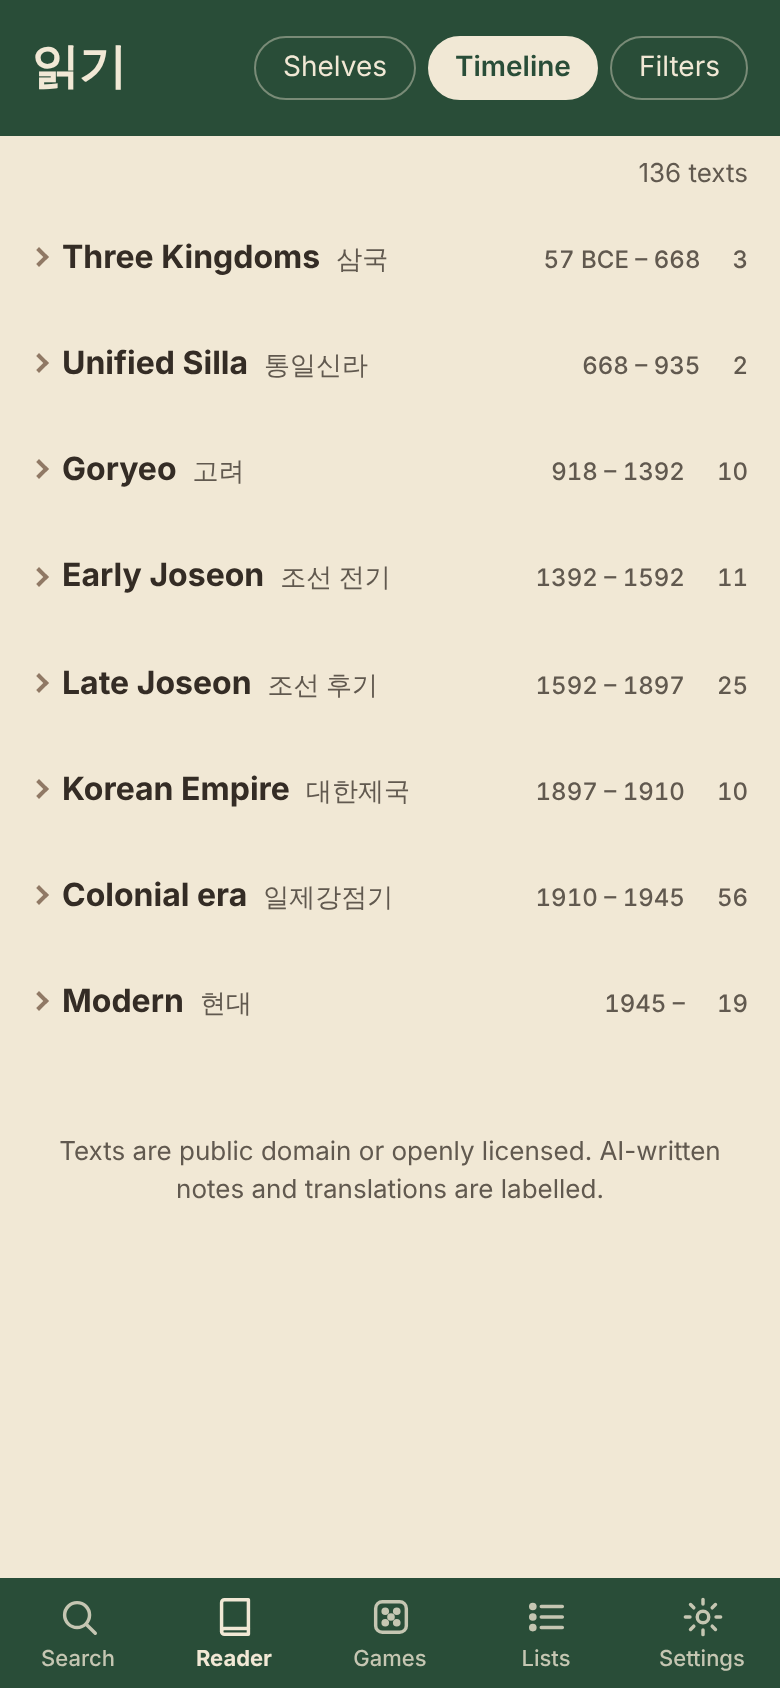 읽기 Shelves Timeline Filters
136 texts
Three Kingdoms 삼국 57 BCE – 668 3
Unified Silla 통일신라 668 – 935 2
Goryeo 고려 918 – 1392 10
Early Joseon 조선 전기 1392 – 1592 11
Late Joseon 조선 후기 1592 – 1897 25
Korean Empire 대한제국 1897 – 1910 10
Colonial era 일제강점기 1910 – 1945 56
Modern 현대 1945 – 19
Texts are public domain or openly licensed. AI-written
notes and translations are labelled.
Search Reader Games Lists Settings